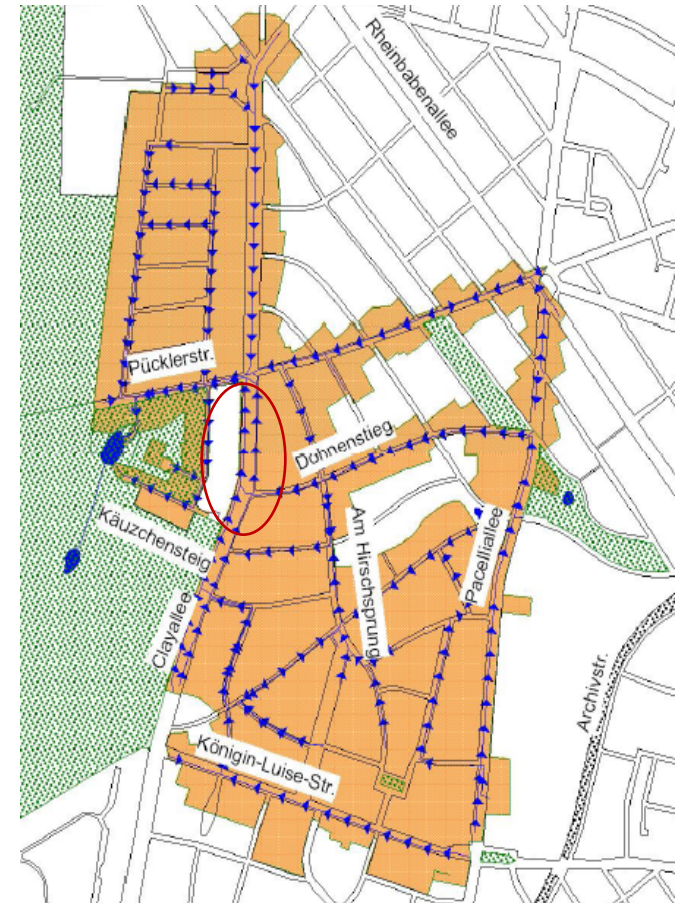 Rheinbabenallee
Pücklerstr.
Dohnenstieg
Käuzchensteig
Am Hirschsprung
Pacelliallee
Clayallee
Archivstr.
Königin-Luise-Str.